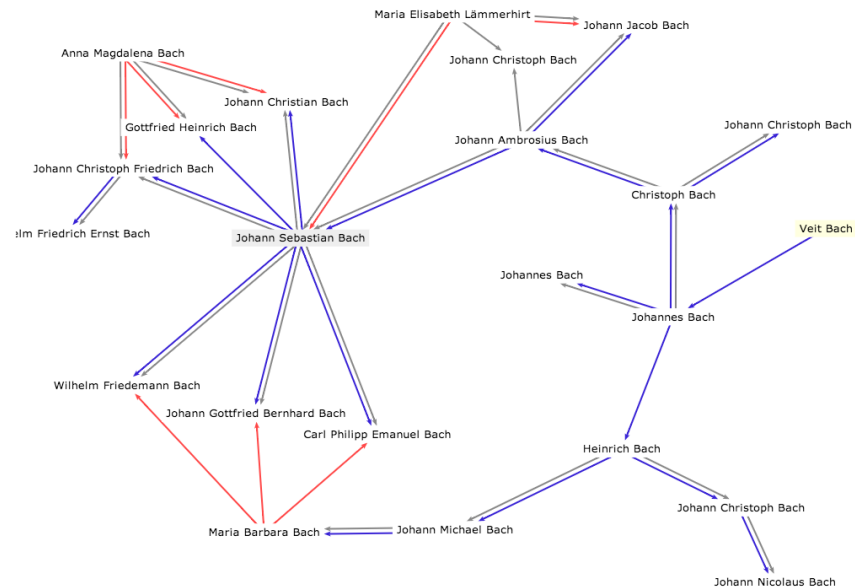 Maria Elisabeth Lämmerhirt
Johann Jacob Bach
Anna Magdalena Bach
Johann Christoph Bach
Johann Christian Bach
Gottfried Heinrich Bach
Johann Christoph Bach
Johann Ambrosius Bach
Johann Christoph Friedrich Bach
Christoph Bach
Veit Bach
elm Friedrich Ernst Bach
Johann Sebastian Bach
Johannes Bach
Johannes Bach
Wilhelm Friedemann Bach
Johann Gottfried Bernhard Bach
Carl Philipp Emanuel Bach
Heinrich Bach
Johann Christoph Bach
Maria Barbara Bach
Johann Michael Bach
Johann Nicolaus Bach